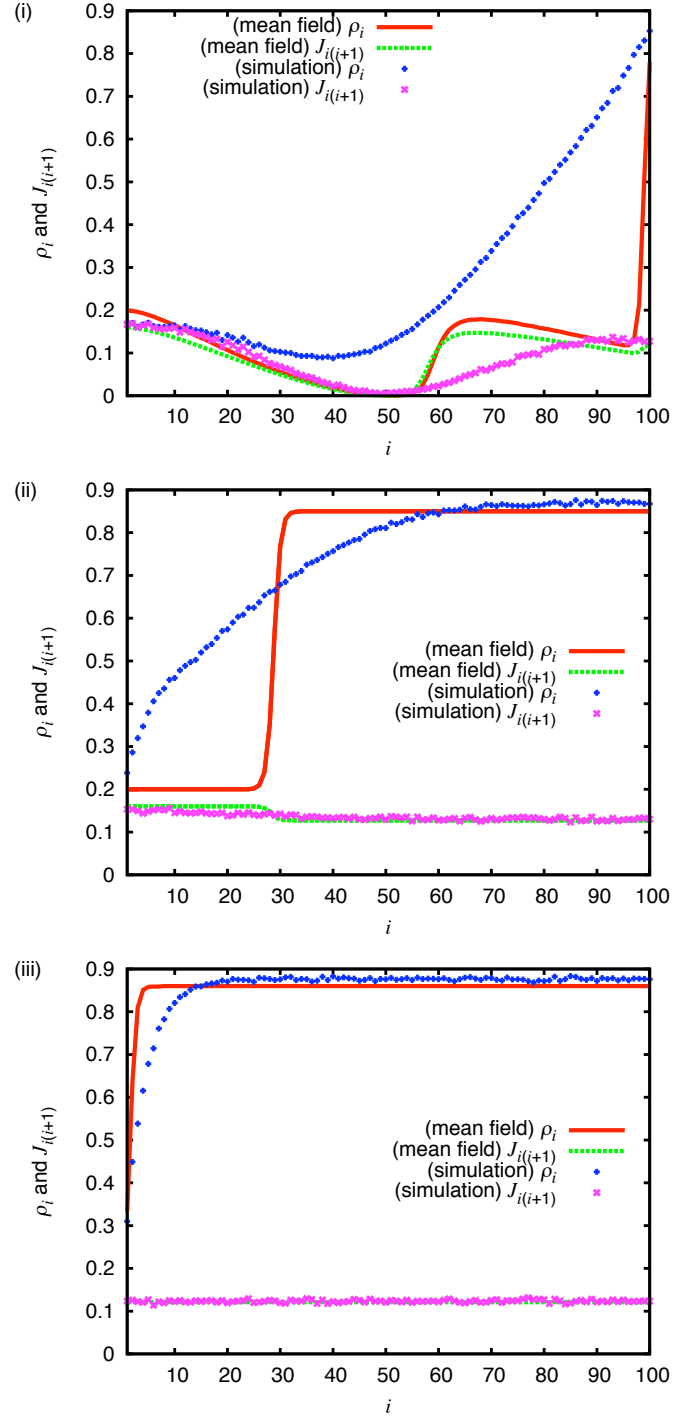 (i)
0.9
0.8
0.7
0.6
0.5
0.4
0.3
0.2
0.1
0
ρi and Ji(i+1)
(mean field) ρi
(mean field) Ji(i+1)
(simulation) ρi
(simulation) Ji(i+1)
10 20 30 40 50 60 70 80 90 100
i
(ii)
0.9
0.8
0.7
0.6
0.5
0.4
0.3
0.2
0.1
0
ρi and Ji(i+1)
(mean field) ρi
(mean field) Ji(i+1)
(simulation) ρi
(simulation) Ji(i+1)
10 20 30 40 50 60 70 80 90 100
i
(iii)
0.9
0.8
0.7
0.6
0.5
0.4
0.3
0.2
0.1
0
ρi and Ji(i+1)
(mean field) ρi
(mean field) Ji(i+1)
(simulation) ρi
(simulation) Ji(i+1)
10 20 30 40 50 60 70 80 90 100
i